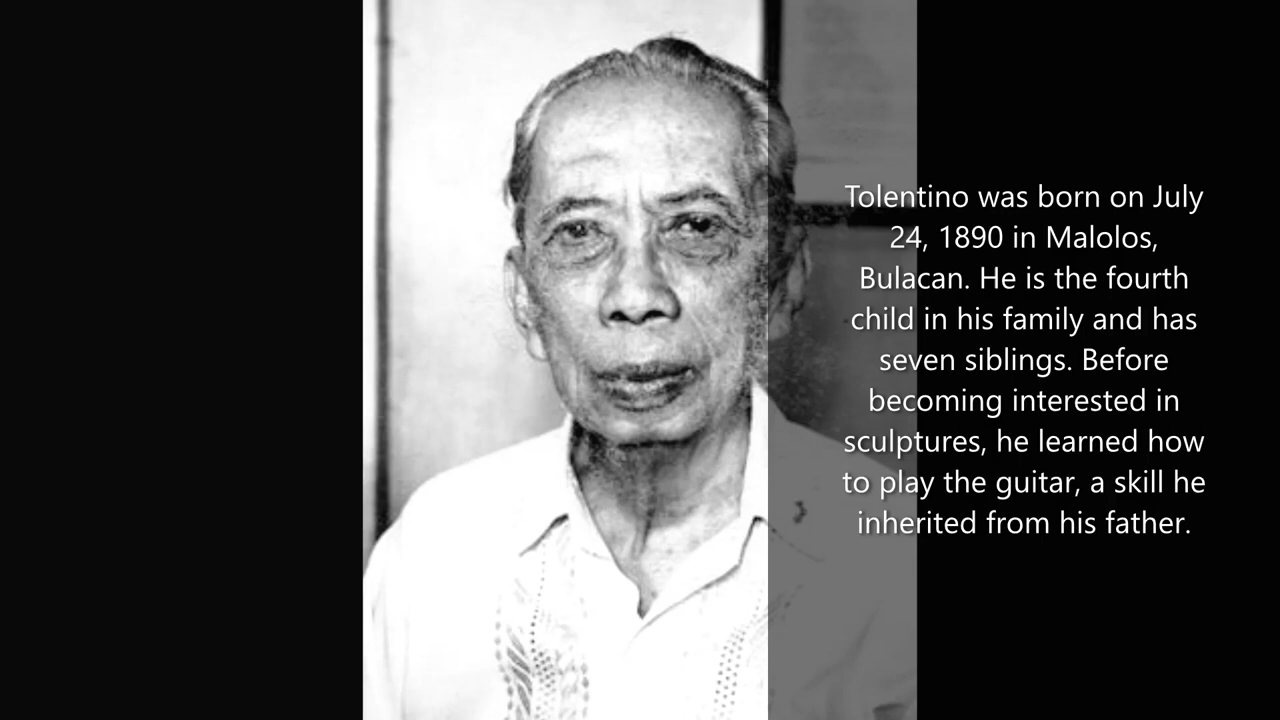 Tolentino was born on July
24, 1890 in Malolos,
Bulacan. He is the fourth
child in his family and has
seven siblings. Before
becoming interested in
sculptures, he learned how
to play the guitar, a skill he
inherited from his father.